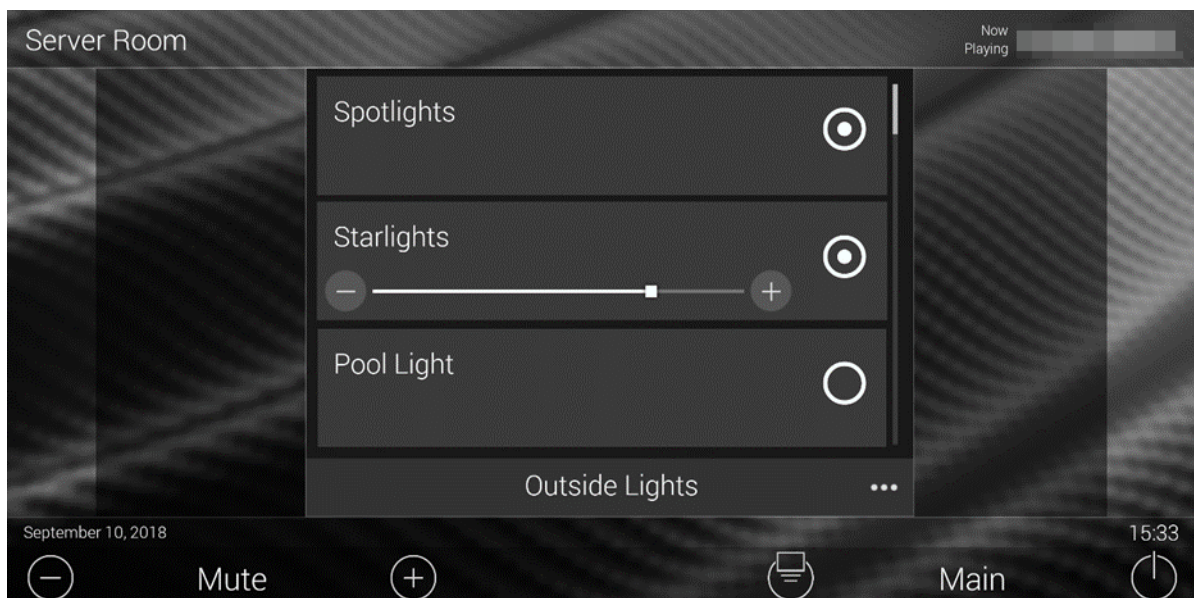 Server Room
Now
Playing
Spotlights
Starlights
Pool Light
Outside Lights
September 10, 2018
15:33
Mute
Main